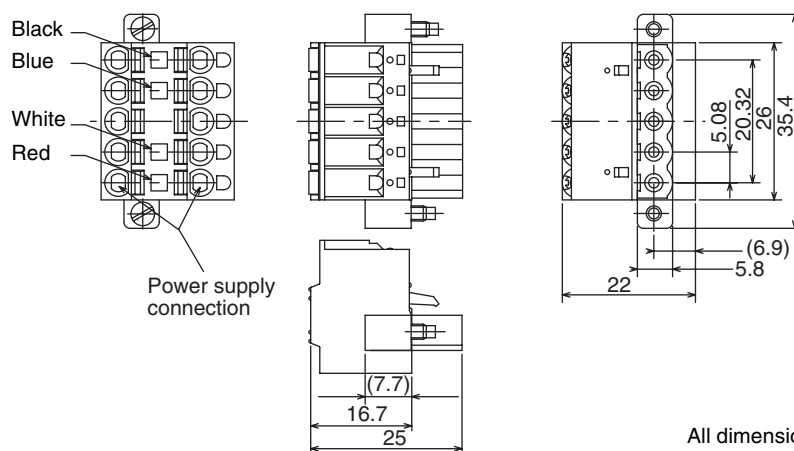 Black
Blue
White
Red
Power supply
connection
5.08
20.32
26
35.4
(6.9)
5.8
22
(7.7)
16.7
25
All dimensio